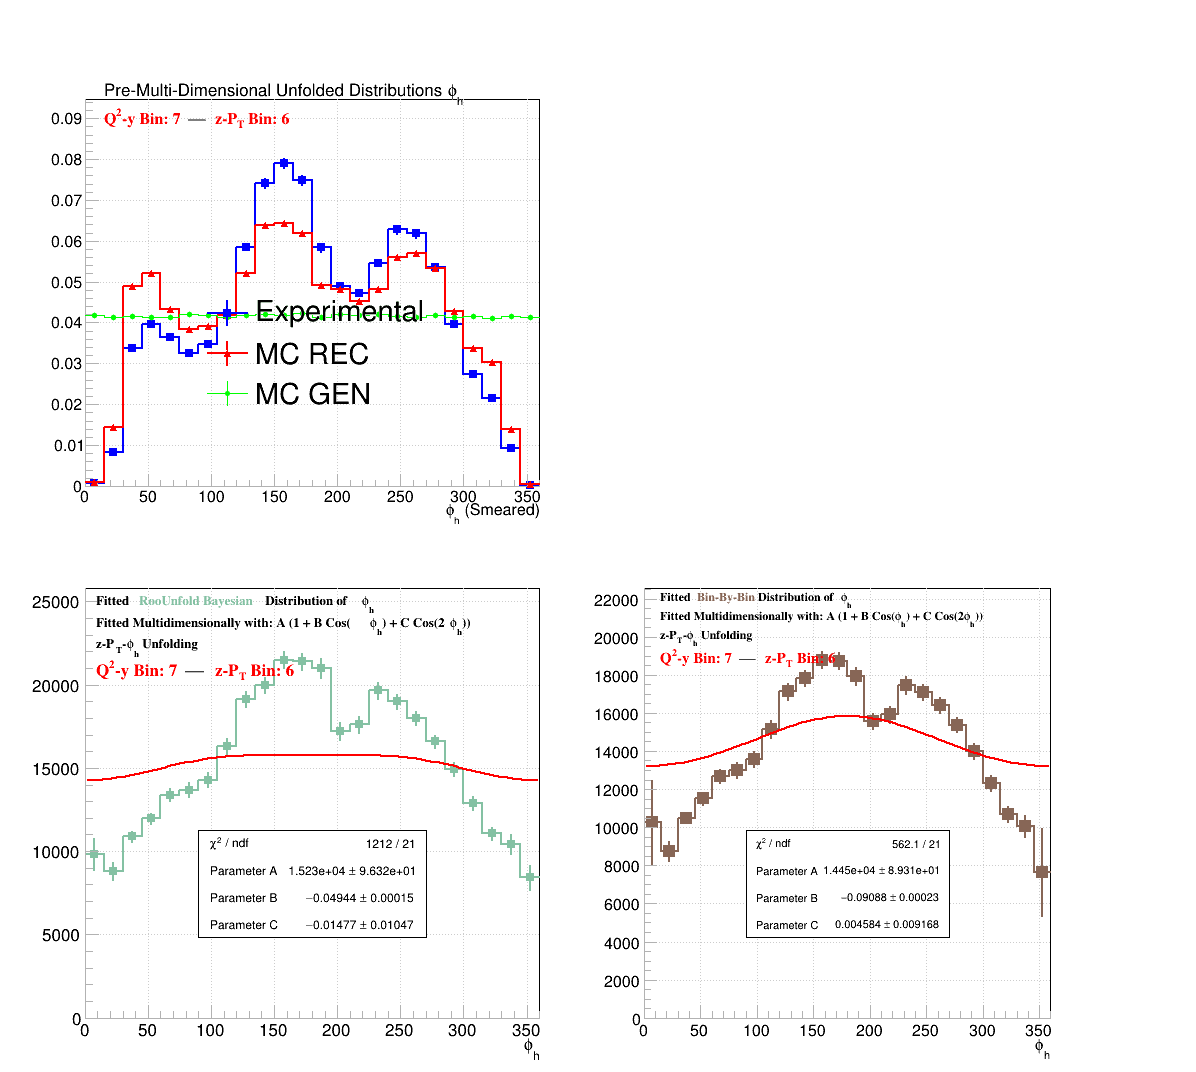 Pre-Multi-Dimensional Unfolded Distributions ϕh
Q²-y Bin: 7 — z-PT Bin: 6
0.09
0.08
0.07
0.06
0.05
0.04
0.03
0.02
0.01
0
Experimental
MC REC
MC GEN
0 50 100 150 200 250 300 350
ϕh (Smeared)
Fitted RooUnfold Bayesian Distribution of ϕh
Fitted Multidimensionally with: A (1 + B Cos( ϕh) + C Cos(2 ϕh))
z-PT-ϕh Unfolding
Q²-y Bin: 7 — z-PT Bin: 6
25000
20000
15000
10000
5000
0
χ² / ndf 1212 / 21
Parameter A 1.523e+04 ± 9.632e+01
Parameter B −0.04944 ± 0.00015
Parameter C −0.01477 ± 0.01047
0 50 100 150 200 250 300 350
ϕh
Fitted Bin-By-Bin Distribution of ϕh
Fitted Multidimensionally with: A (1 + B Cos(ϕh) + C Cos(2ϕh))
z-PT-ϕh Unfolding
Q²-y Bin: 7 — z-PT Bin: 6
22000
20000
18000
16000
14000
12000
10000
8000
6000
4000
2000
0
χ² / ndf 562.1 / 21
Parameter A 1.445e+04 ± 8.931e+01
Parameter B −0.09088 ± 0.00023
Parameter C 0.004584 ± 0.009168
0 50 100 150 200 250 300 350
ϕh